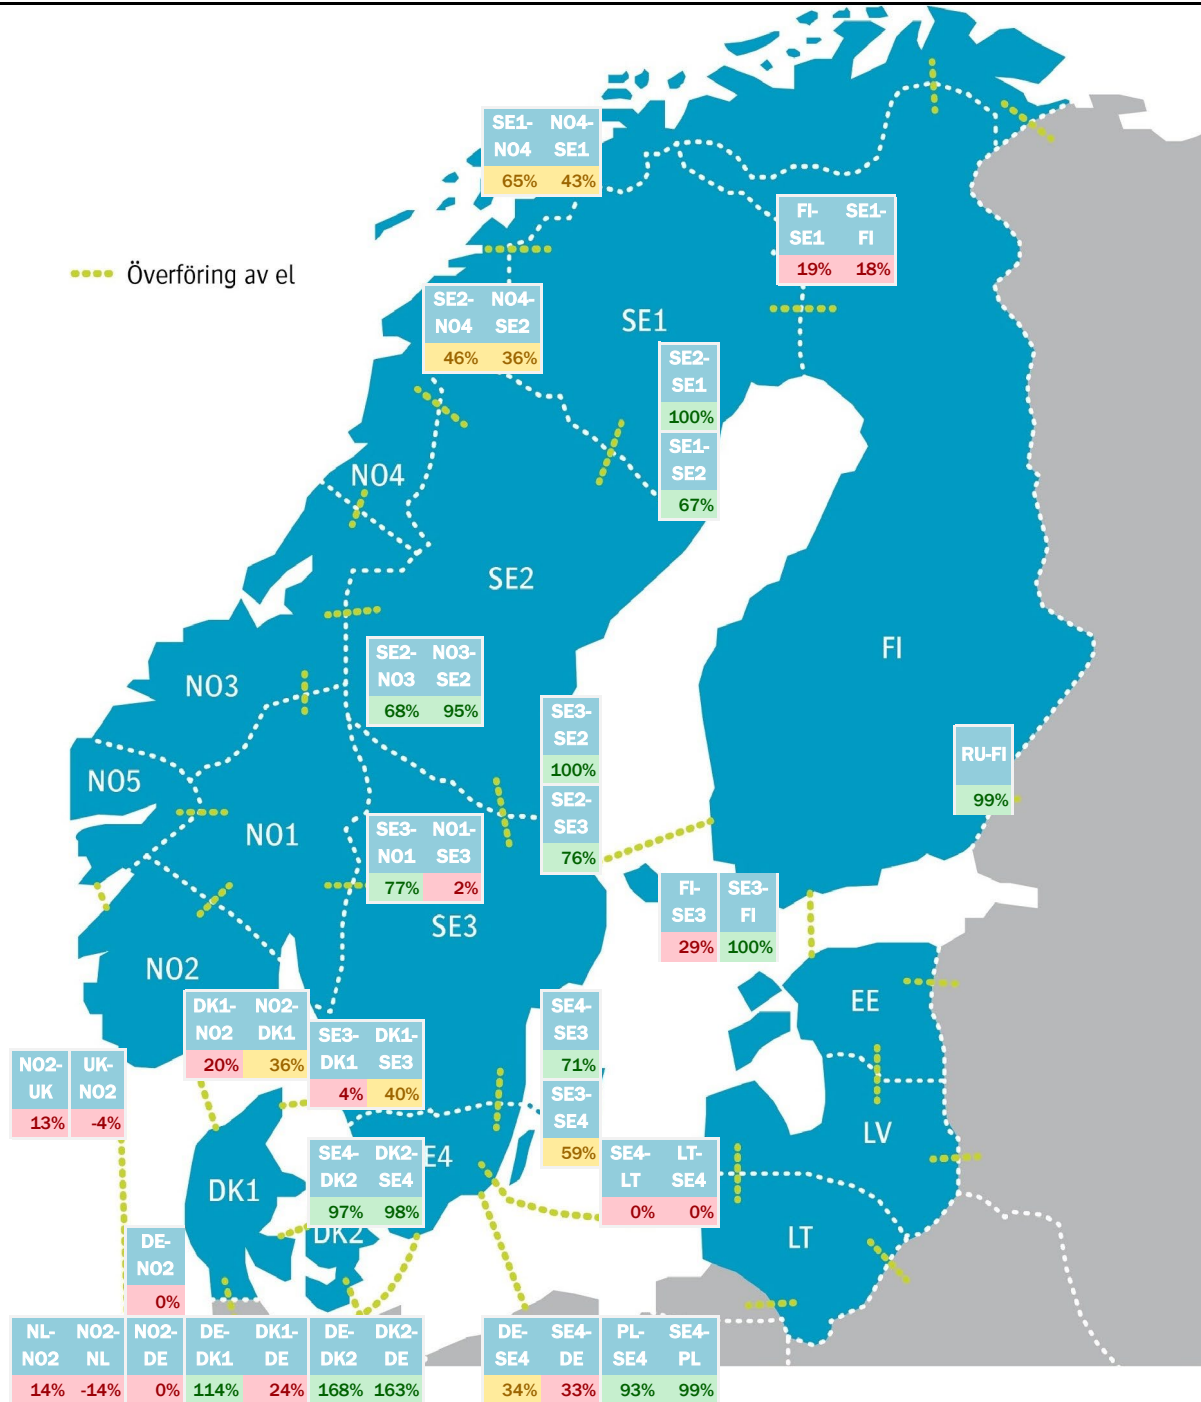 SE1- NO4-
NO4 SE1
65% 43%
FI- SE1-
SE1 FI
19% 18%
Överföring av el
SE2- NO4-
NO4 SE2
46% 36%
SE1
SE2-
SE1
100%
SE1-
SE2
67%
NO4
SE2
FI
SE2- NO3-
NO3 SE2
68% 95%
NO3
SE3-
SE2
100%
SE2-
SE3
76%
RU-FI
99%
NO5
NO1
SE3- NO1-
NO1 SE3
77% 2%
SE3
FI- SE3-
SE3 FI
29% 100%
NO2
EE
DK1- NO2-
NO2 DK1
20% 36%
SE3- DK1-
DK1 SE3
4% 40%
SE4-
SE3
71%
SE3-
SE4
59%
NO2- UK-
UK NO2
13% -4%
LV
SE4- DK2-
DK2 SE4
97% 98%
E4
SE4- LT-
LT SE4
0% 0%
DK1
DK2
LT
DE-
NO2
0%
NL- NO2- NO2- DE- DK1- DE- DK2-
NO2 NL DE DK1 DE DK2 DE
14% -14% 0% 114% 24% 168% 163%
DE- SE4- PL- SE4-
SE4 DE SE4 PL
34% 33% 93% 99%